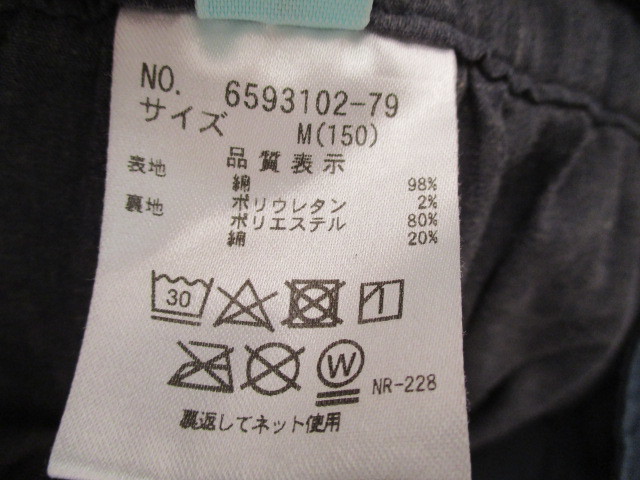 NO. 6593102-79
サイズ M(150)
品質表示
表地 綿 98%
ポリウレタン 2%
裏地 ポリエステル 80%
綿 20%
30
W
NR-228
裏返してネット使用